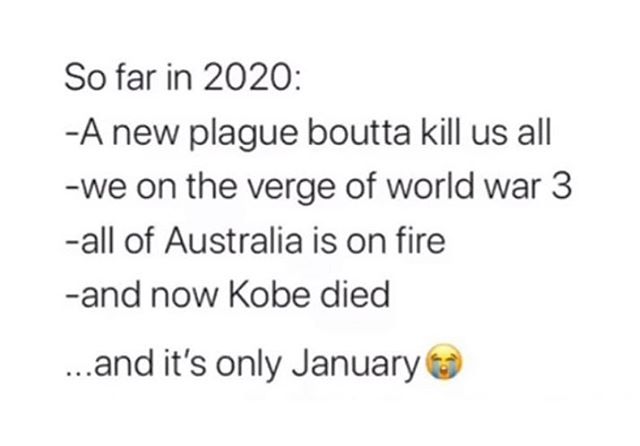 So far in 2020:
-A new plague boutta kill us all
-we on the verge of world war 3
-all of Australia is on fire
-and now Kobe died
...and it's only January😭